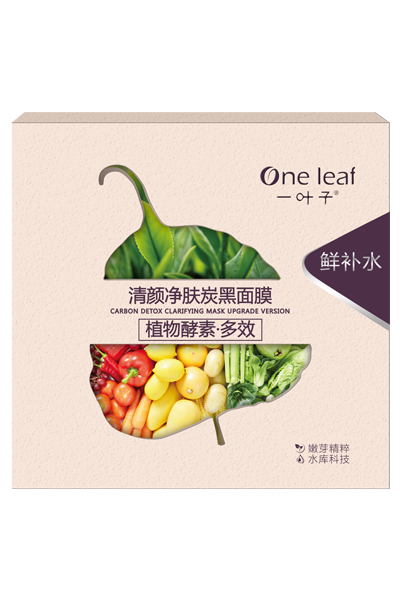 One leaf
一叶子®
鲜补水
清颜净肤炭黑面膜
CARBON DETOX CLARIFYING MASK UPGRADE VERSION
植物酵素·多效
嫩芽精粹
水库科技